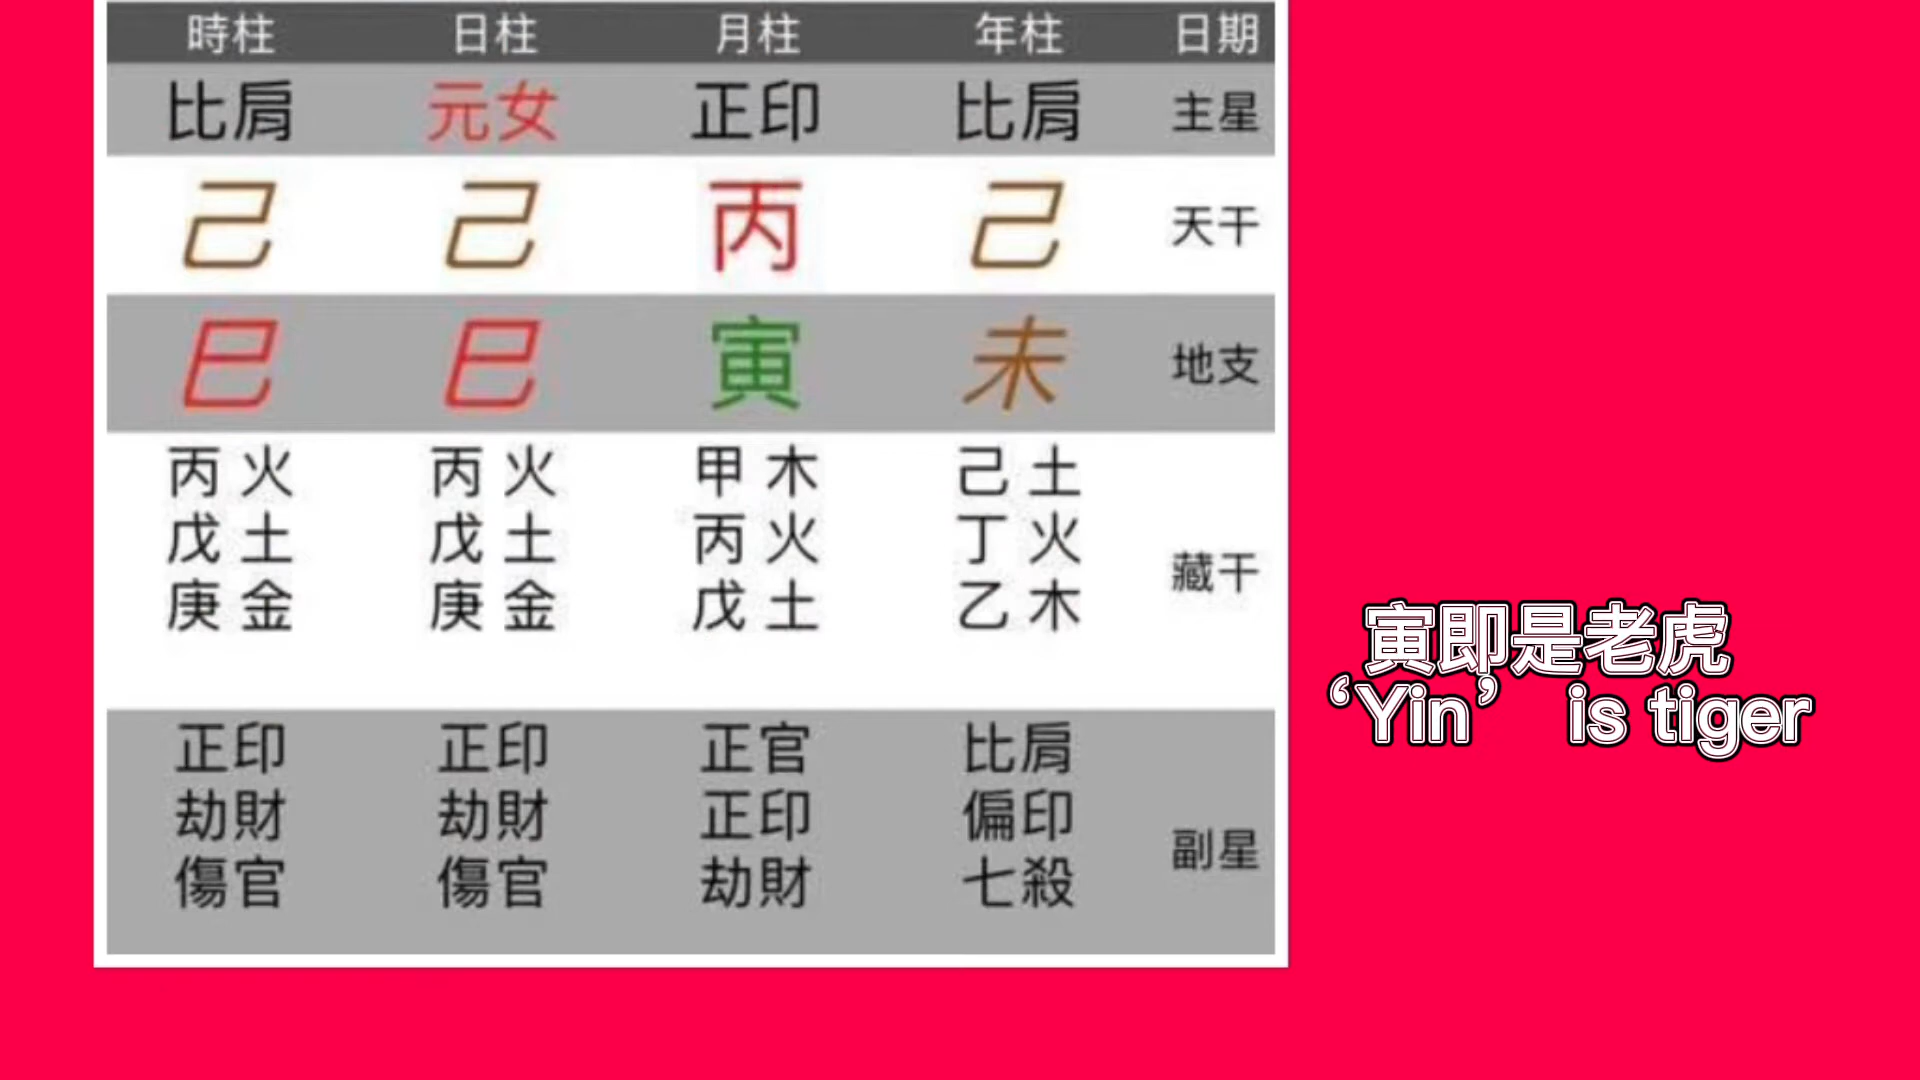 時柱 日柱 月柱 年柱 日期
比肩 元女 正印 比肩 主星
己 己 丙 己 天干
巳 巳 寅 未 地支
丙火 丙火 甲木 己土
戊土 戊土 丙火 丁火
庚金 庚金 戊土 乙木
藏干
正印 正印 正官 比肩
劫財 劫財 正印 偏印
傷官 傷官 劫財 七殺
副星
寅即是老虎
‘Yin’ is tiger